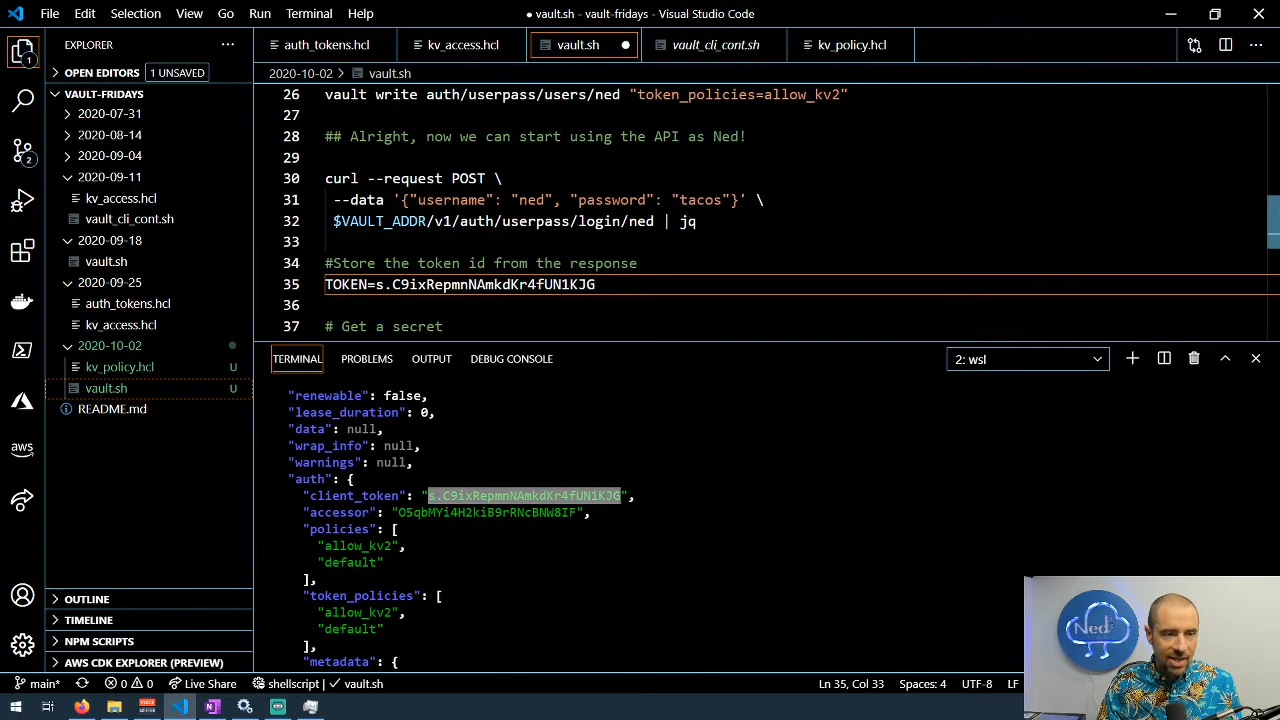 File Edit Selection View Go Run Terminal Help
● vault.sh - vault-fridays - Visual Studio Code
EXPLORER
auth_tokens.hcl
kv_access.hcl
vault.sh
vault_cli_cont.sh
kv_policy.hcl
OPEN EDITORS 1 UNSAVED
2020-10-02 > vault.sh
VAULT-FRIDAYS
2020-07-31
2020-08-14
2020-09-04
2020-09-11
kv_access.hcl
vault_cli_cont.sh
2020-09-18
vault.sh
2020-09-25
auth_tokens.hcl
kv_access.hcl
2020-10-02
kv_policy.hcl U
vault.sh U
README.md
OUTLINE
TIMELINE
NPM SCRIPTS
AWS CDK EXPLORER (PREVIEW)
1
2
aws
26 vault write auth/userpass/users/ned "token_policies=allow_kv2"
27
28 ## Alright, now we can start using the API as Ned!
29
30 curl --request POST \
31 --data '{"username": "ned", "password": "tacos"}' \
32 $VAULT_ADDR/v1/auth/userpass/login/ned | jq
33
34 #Store the token id from the response
35 TOKEN=s.C9ixRepmnNAmkdKr4fUN1KJG
36
37 # Get a secret
TERMINAL PROBLEMS OUTPUT DEBUG CONSOLE
2: wsl
"renewable": false,
"lease_duration": 0,
"data": null,
"wrap_info": null,
"warnings": null,
"auth": {
"client_token": "s.C9ixRepmnNAmkdKr4fUN1KJG",
"accessor": "O5qbMYi4H2kiB9rRNcBNW8IF",
"policies": [
"allow_kv2",
"default"
],
"token_policies": [
"allow_kv2",
"default"
],
"metadata": {
Ned
main* 0 0 Live Share shellscript | vault.sh
Ln 35, Col 33 Spaces: 4 UTF-8 LF